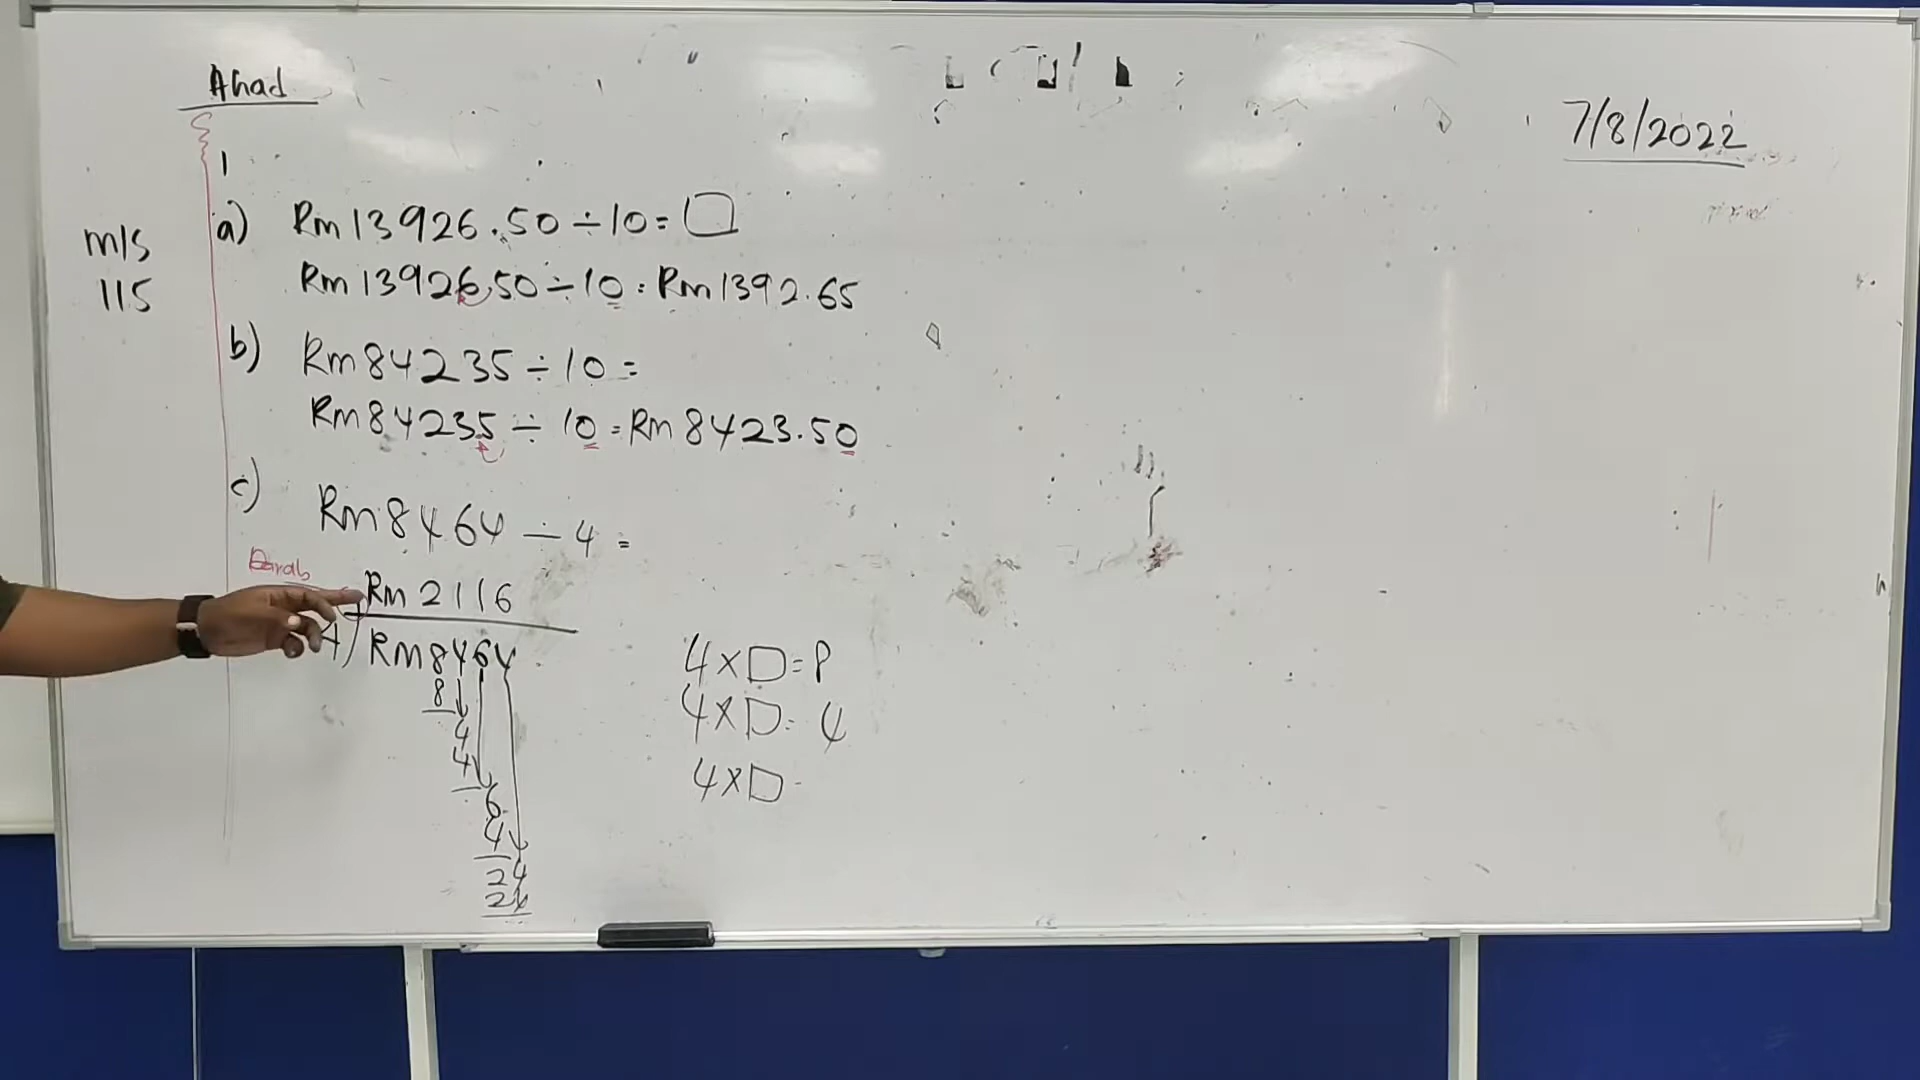 Ahad
7/8/2022
1
m/s
115
a) Rm 13926.50 ÷ 10 = □
Rm 13926.50 ÷ 10 = Rm 1392.65
b) Rm 84235 ÷ 10 =
Rm 84235 ÷ 10 = Rm 8423.50
c) Rm 8464 ÷ 4 =
Darab
Rm 2116
4) RM 8464
8
4
4
6
4
24
24
4 × □ = 8
4 × □ = 4
4 × □ =